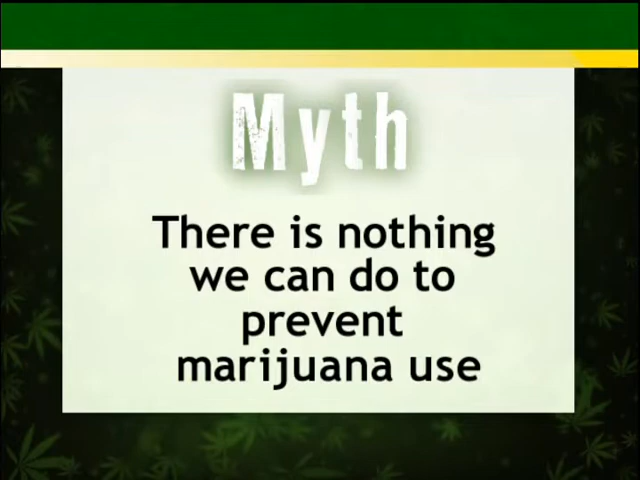 Myth
There is nothing
we can do to
prevent
marijuana use